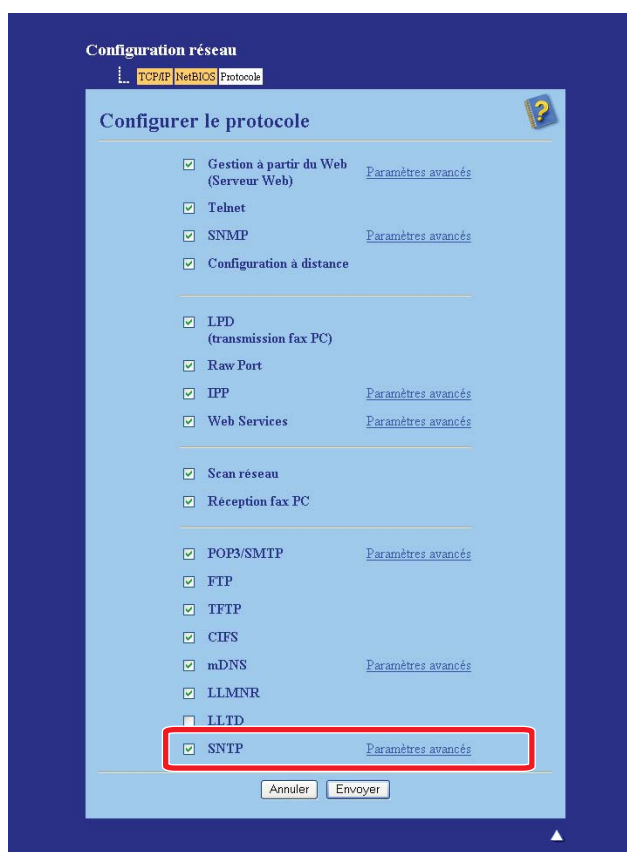 Configuration réseau
TCP/IP NetBIOS Protocole
Configurer le protocole
Gestion à partir du Web Paramètres avancés
(Serveur Web)
Telnet
SNMP Paramètres avancés
Configuration à distance
LPD
(transmission fax PC)
Raw Port
IPP Paramètres avancés
Web Services Paramètres avancés
Scan réseau
Réception fax PC
POP3/SMTP Paramètres avancés
FTP
TFTP
CIFS
mDNS Paramètres avancés
LLMNR
LLTD
SNTP Paramètres avancés
Annuler Envoyer